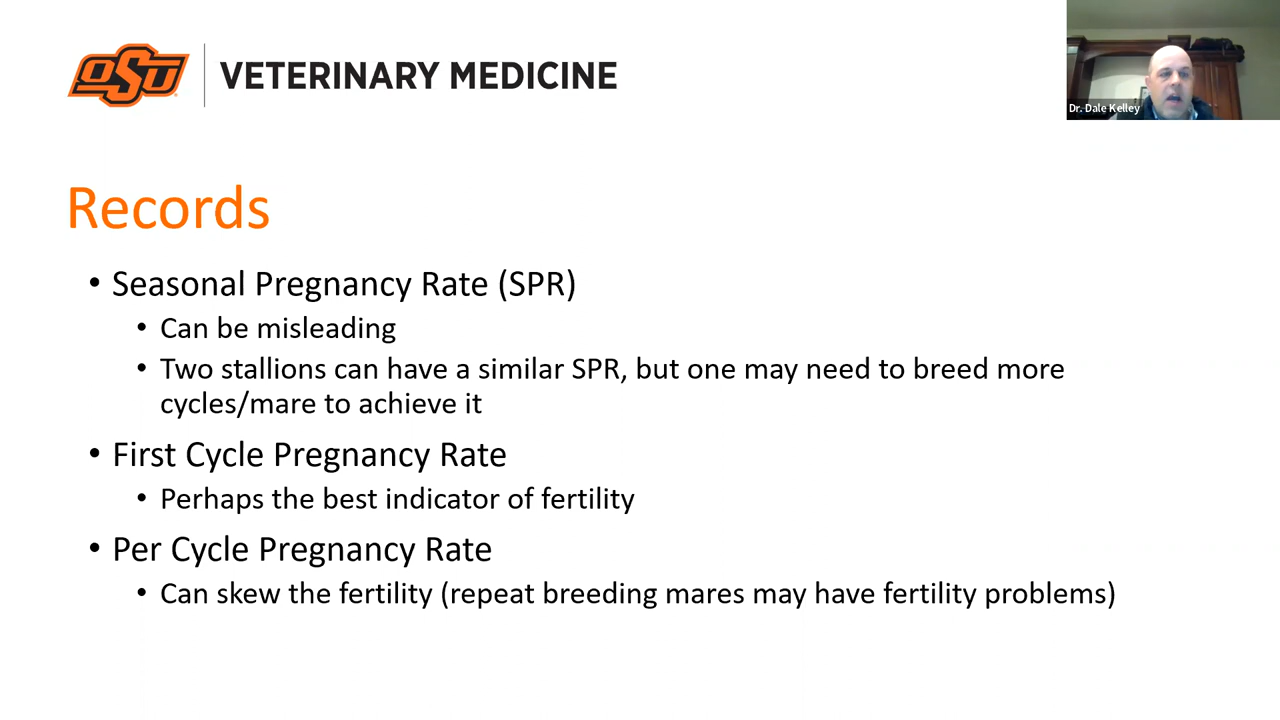 OSU
VETERINARY MEDICINE
Dr. Dale Kelley
Records
• Seasonal Pregnancy Rate (SPR)
• Can be misleading
• Two stallions can have a similar SPR, but one may need to breed more
cycles/mare to achieve it
• First Cycle Pregnancy Rate
• Perhaps the best indicator of fertility
• Per Cycle Pregnancy Rate
• Can skew the fertility (repeat breeding mares may have fertility problems)